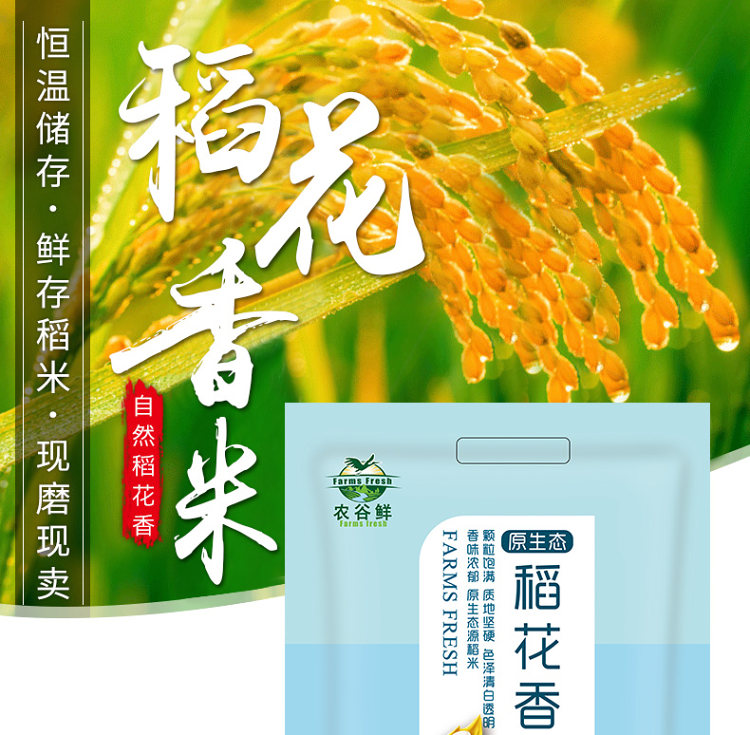 恒温储存·鲜存稻米·现磨现卖
稻花香米
自然稻花香
Farms Fresh
农谷鲜
Farms fresh
原生态
稻花香
颗粒饱满 质地坚硬 色泽清白透明
香味浓郁 原生态源稻米
FARMS FRESH